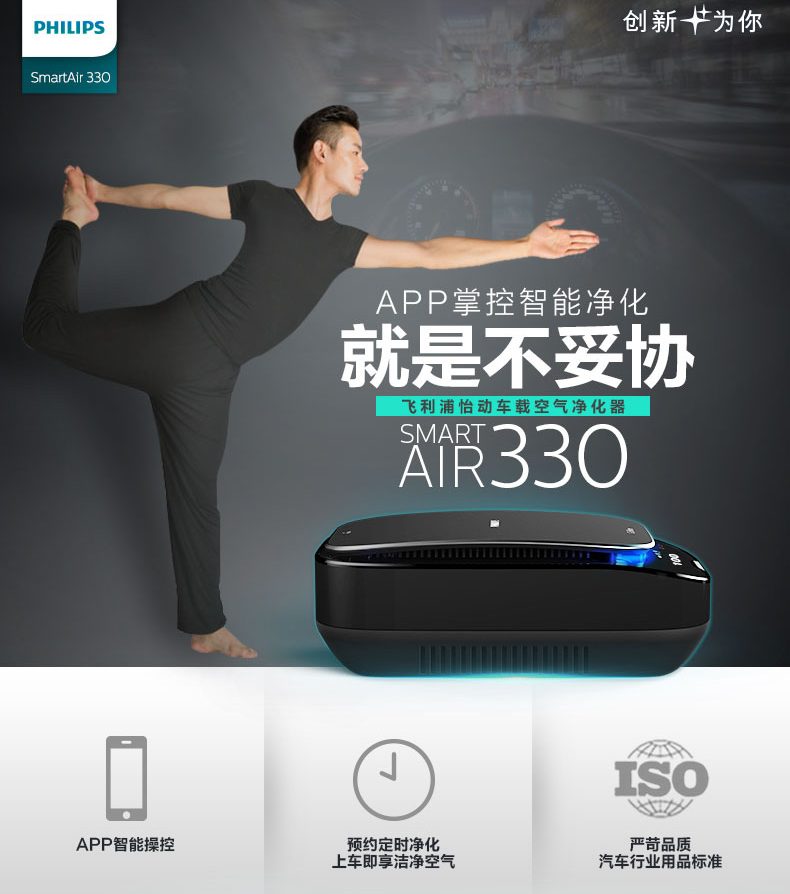 PHILIPS
SmartAir 330
创新为你
APP掌控智能净化
就是不妥协
飞利浦怡动车载空气净化器
SMART
AIR330
001
APP智能操控
预约定时净化
上车即享洁净空气
ISO
严苛品质
汽车行业用品标准